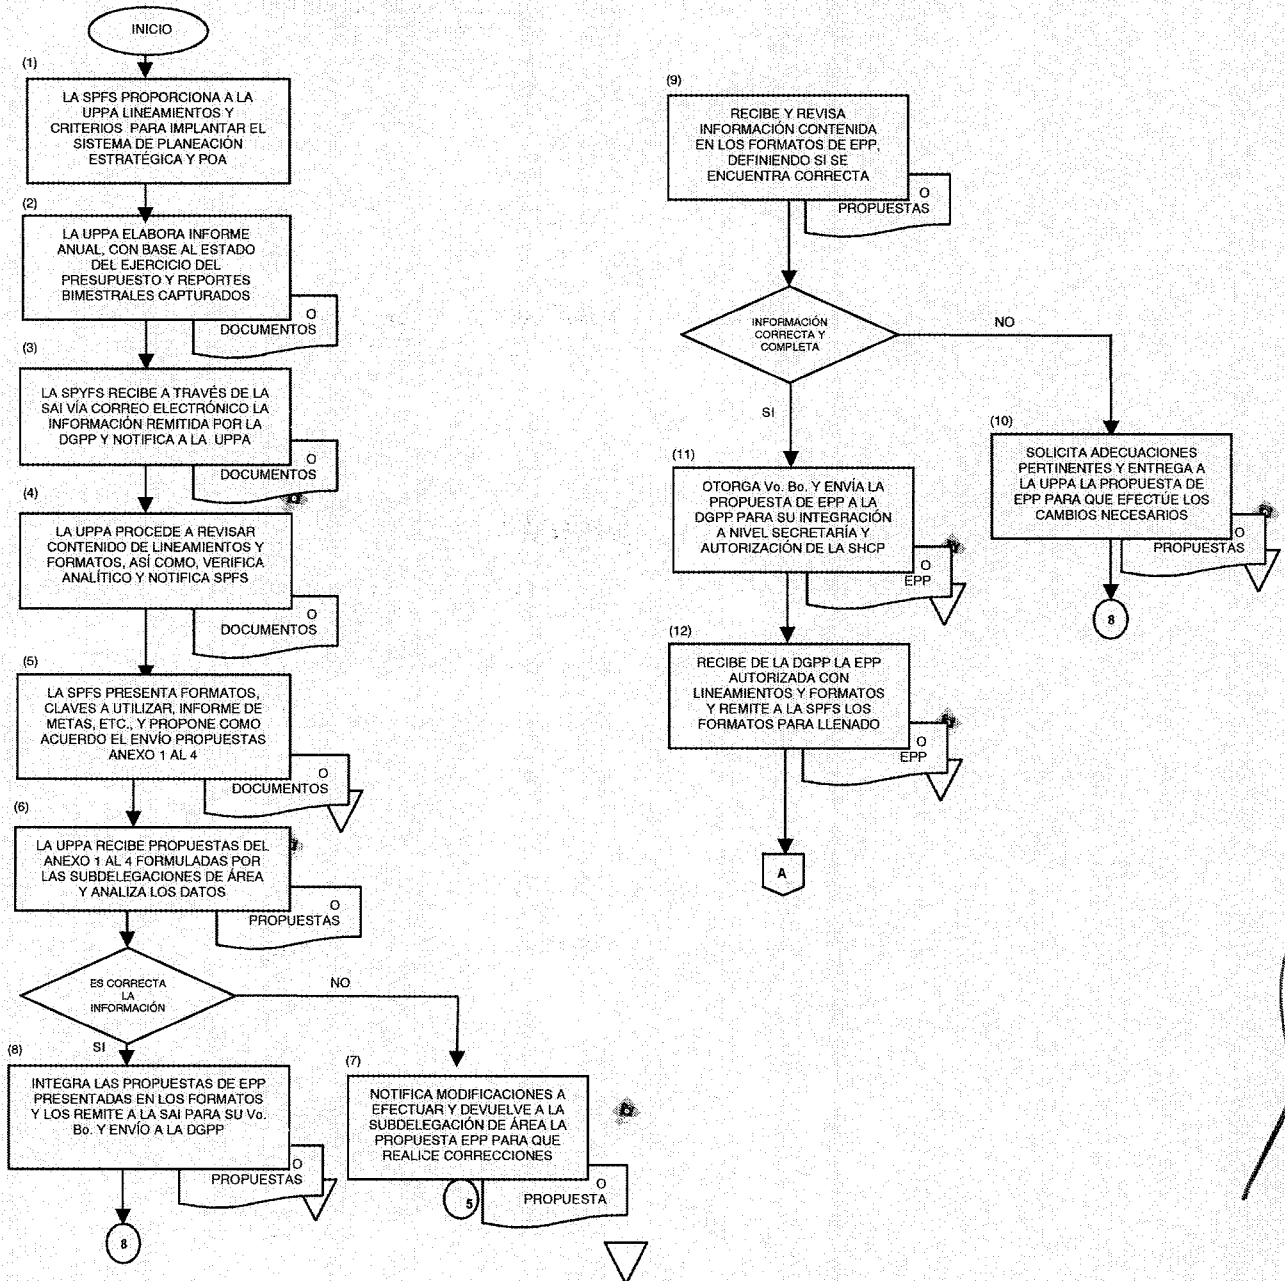 INICIO
(1)
LA SPFS PROPORCIONA A LA
UPPA LINEAMIENTOS Y
CRITERIOS PARA IMPLANTAR EL
SISTEMA DE PLANEACIÓN
ESTRATÉGICA Y POA
(2)
LA UPPA ELABORA INFORME
ANUAL, CON BASE AL ESTADO
DEL EJERCICIO DEL
PRESUPUESTO Y REPORTES
BIMESTRALES CAPTURADOS
O
DOCUMENTOS
(3)
LA SPYFS RECIBE A TRAVÉS DE LA
SAI VÍA CORREO ELECTRÓNICO LA
INFORMACIÓN REMITIDA POR LA
DGPP Y NOTIFICA A LA UPPA
O
DOCUMENTOS
(4)
LA UPPA PROCEDE A REVISAR
CONTENIDO DE LINEAMIENTOS Y
FORMATOS, ASÍ COMO, VERIFICA
ANALÍTICO Y NOTIFICA SPFS
O
DOCUMENTOS
(5)
LA SPFS PRESENTA FORMATOS,
CLAVES A UTILIZAR, INFORME DE
METAS, ETC., Y PROPONE COMO
ACUERDO EL ENVÍO PROPUESTAS
ANEXO 1 AL 4
O
DOCUMENTOS
(6)
LA UPPA RECIBE PROPUESTAS DEL
ANEXO 1 AL 4 FORMULADAS POR
LAS SUBDELEGACIONES DE ÁREA
Y ANALIZA LOS DATOS
O
PROPUESTAS
ES CORRECTA
LA
INFORMACIÓN
NO
SI
(8)
INTEGRA LAS PROPUESTAS DE EPP
PRESENTADAS EN LOS FORMATOS
Y LOS REMITE A LA SAI PARA SU Vo.
Bo. Y ENVÍO A LA DGPP
O
PROPUESTAS
8
(7)
NOTIFICA MODIFICACIONES A
EFECTUAR Y DEVUELVE A LA
SUBDELEGACIÓN DE ÁREA LA
PROPUESTA EPP PARA QUE
REALICE CORRECCIONES
O
PROPUESTA
5
(9)
RECIBE Y REVISA
INFORMACIÓN CONTENIDA
EN LOS FORMATOS DE EPP,
DEFINIENDO SI SE
ENCUENTRA CORRECTA
O
PROPUESTAS
INFORMACIÓN
CORRECTA Y
COMPLETA
NO
SI
(10)
SOLICITA ADECUACIONES
PERTINENTES Y ENTREGA A
LA UPPA LA PROPUESTA DE
EPP PARA QUE EFECTÚE LOS
CAMBIOS NECESARIOS
O
PROPUESTAS
8
(11)
OTORGA Vo. Bo. Y ENVÍA LA
PROPUESTA DE EPP A LA
DGPP PARA SU INTEGRACIÓN
A NIVEL SECRETARÍA Y
AUTORIZACIÓN DE LA SHCP
O
EPP
(12)
RECIBE DE LA DGPP LA EPP
AUTORIZADA CON
LINEAMIENTOS Y FORMATOS
Y REMITE A LA SPFS LOS
FORMATOS PARA LLENADO
O
EPP
A